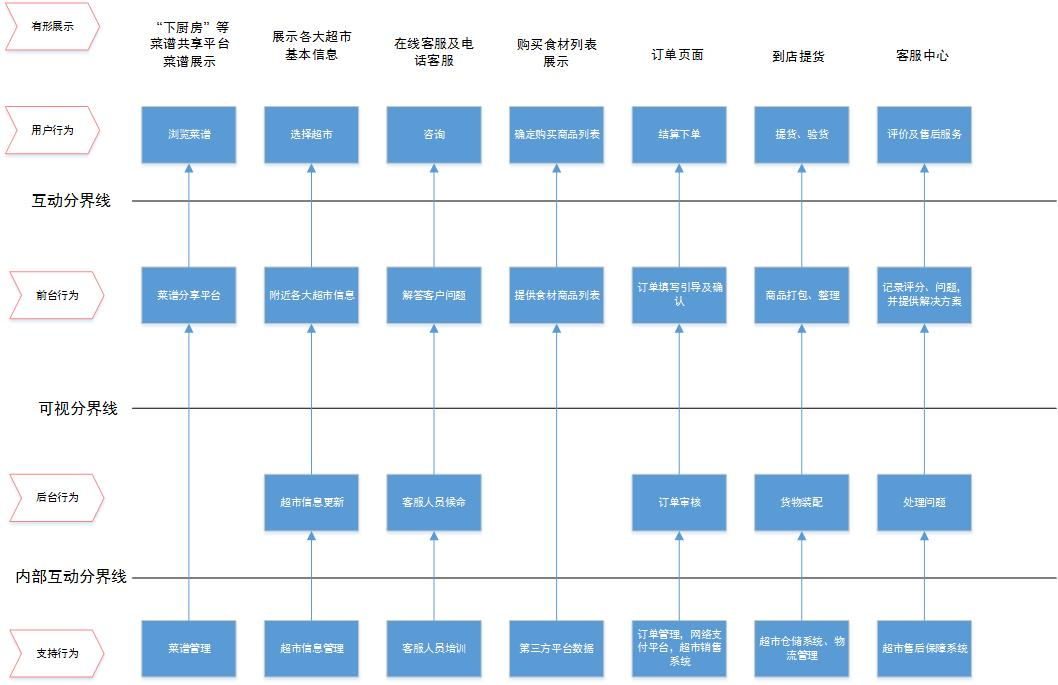 有形展示
“下厨房”等
菜谱共享平台
菜谱展示
展示各大超市
基本信息
在线客服及电
话客服
购买食材列表
展示
订单页面
到店提货
客服中心
用户行为
浏览菜谱
选择超市
咨询
确定购买商品列表
结算下单
提货、验货
评价及售后服务
互动分界线
前台行为
菜谱分享平台
附近各大超市信息
解答客户问题
提供食材商品列表
订单填写引导及确
认
商品打包、整理
记录评分、问题，
并提供解决方案
可视分界线
后台行为
超市信息更新
客服人员候命
订单审核
货物装配
处理问题
内部互动分界线
支持行为
菜谱管理
超市信息管理
客服人员培训
第三方平台数据
订单管理，网络支
付平台，超市销售
系统
超市仓储系统、物
流管理
超市售后保障系统